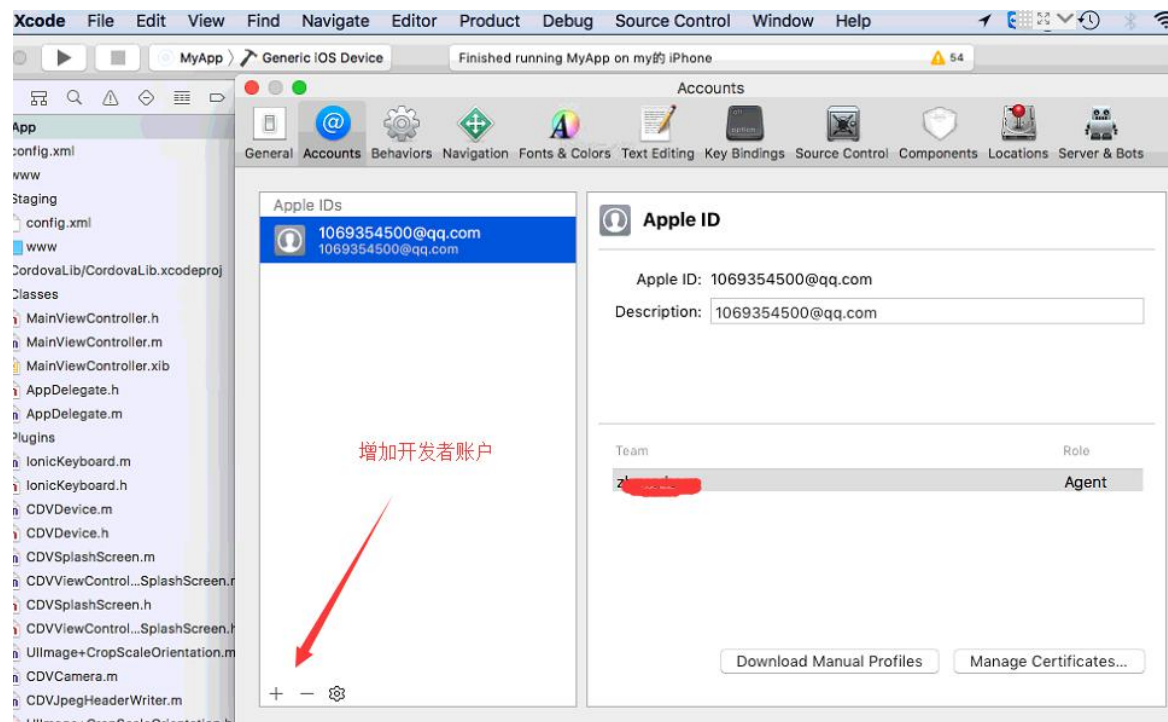 Xcode File Edit View Find Navigate Editor Product Debug Source Control Window Help
MyApp Generic iOS Device
Finished running MyApp on my的 iPhone
54
Accounts
General Accounts Behaviors Navigation Fonts & Colors Text Editing Key Bindings Source Control Components Locations Server & Bots
App
config.xml
www
Staging
config.xml
www
CordovaLib/CordovaLib.xcodeproj
Classes
MainViewController.h
MainViewController.m
MainViewController.xib
AppDelegate.h
AppDelegate.m
Plugins
IonicKeyboard.m
IonicKeyboard.h
CDVDevice.m
CDVDevice.h
CDVSplashScreen.m
CDVViewControl...SplashScreen.m
CDVSplashScreen.h
CDVViewControl...SplashScreen.h
UIImage+CropScaleOrientation.m
CDVCamera.m
CDVJpegHeaderWriter.m
UIImage+CropScaleOrientation.h
Apple IDs
1069354500@qq.com
1069354500@qq.com
增加开发者账户
Apple ID
Apple ID: 1069354500@qq.com
Description: 1069354500@qq.com
Team Role
Agent
Download Manual Profiles Manage Certificates...